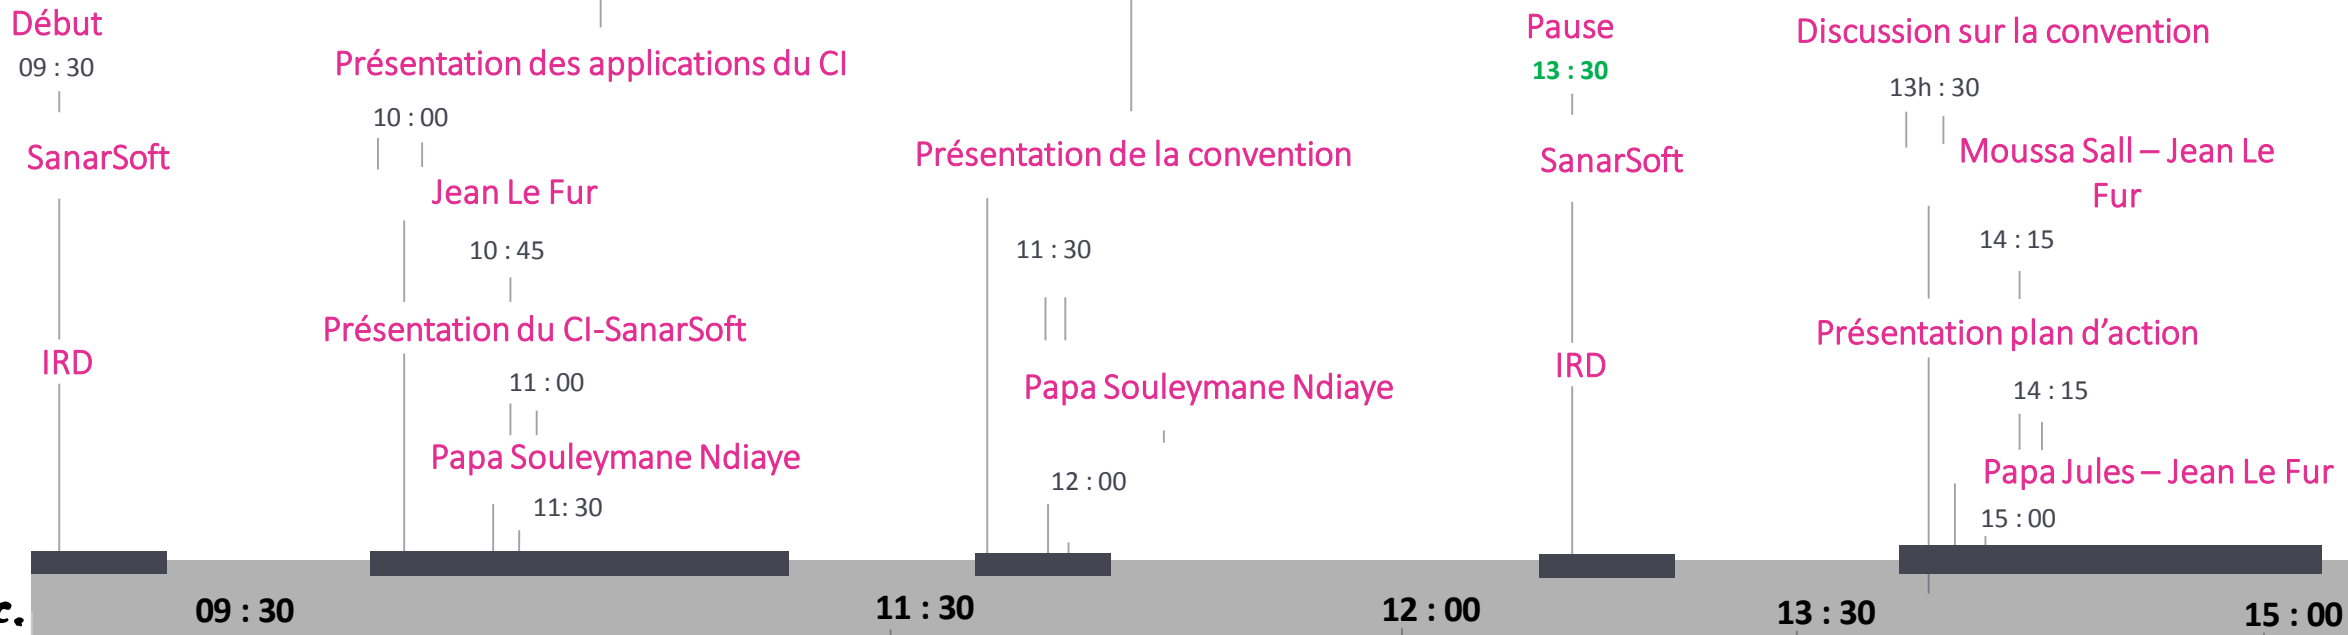 Début
09 : 30
SanarSoft
IRD
Présentation des applications du CI
10 : 00
Jean Le Fur
10 : 45
Présentation du CI-SanarSoft
11 : 00
Papa Souleymane Ndiaye
11: 30
Présentation de la convention
11 : 30
Papa Souleymane Ndiaye
12 : 00
Pause
13 : 30
SanarSoft
IRD
Discussion sur la convention
13h : 30
Moussa Sall – Jean Le
Fur
14 : 15
Présentation plan d’action
14 : 15
Papa Jules – Jean Le Fur
15 : 00
c.
09 : 30
11 : 30
12 : 00
13 : 30
15 : 00